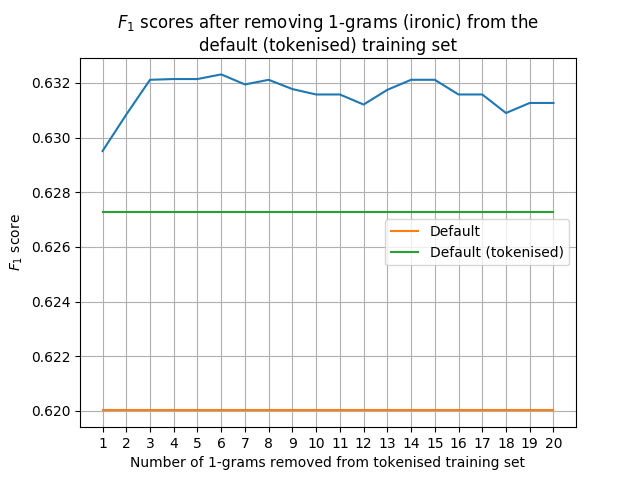 F1 scores after removing 1-grams (ironic) from the
default (tokenised) training set
0.632
0.630
0.628
0.626
0.624
0.622
0.620
F1 score
Default
Default (tokenised)
1 2 3 4 5 6 7 8 9 10 11 12 13 14 15 16 17 18 19 20
Number of 1-grams removed from tokenised training set